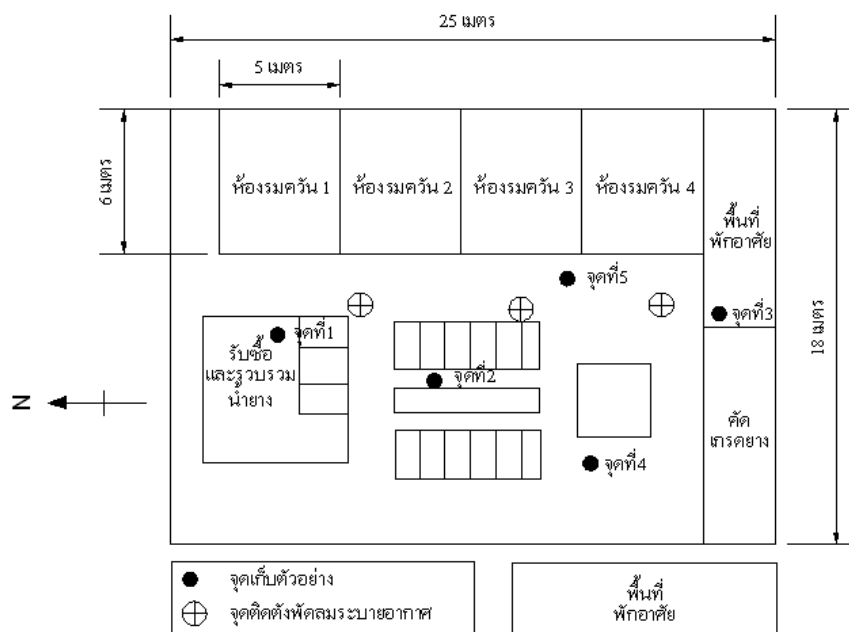 25 เมตร
5 เมตร
6 เมตร
ห้องรมควัน 1
ห้องรมควัน 2
ห้องรมควัน 3
ห้องรมควัน 4
พื้นที่
พักอาศัย
จุดที่5
จุดที่3
จุดที่1
รับซื้อ
และรวบรวม
น้ำยาง
จุดที่2
18 เมตร
N
คัด
เกรดยาง
จุดที่4
จุดเก็บตัวอย่าง
จุดติดตั้งพัดลมระบายอากาศ
พื้นที่
พักอาศัย